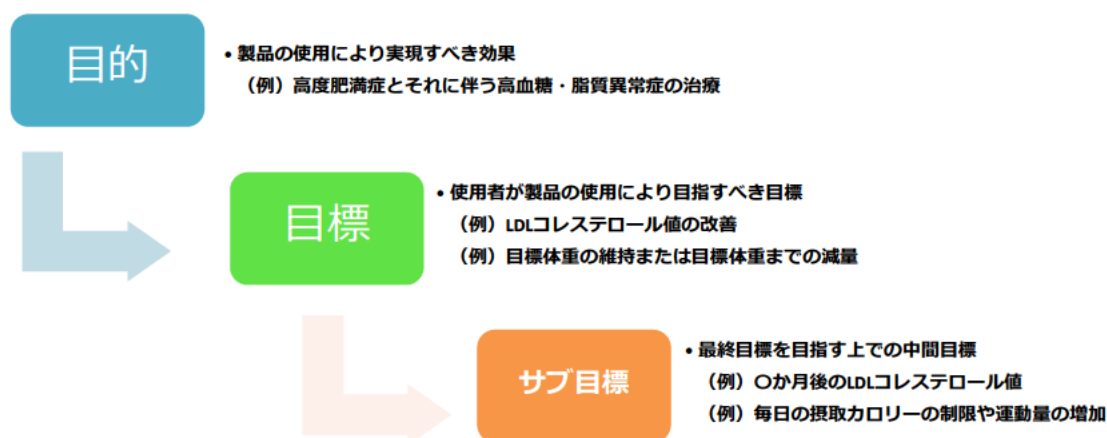 目的
• 製品の使用により実現すべき効果
（例）高度肥満症とそれに伴う高血糖・脂質異常症の治療
目標
• 使用者が製品の使用により目指すべき目標
（例）LDLコレステロール値の改善
（例）目標体重の維持または目標体重までの減量
サブ目標
• 最終目標を目指す上での中間目標
（例）〇か月後のLDLコレステロール値
（例）毎日の摂取カロリーの制限や運動量の増加